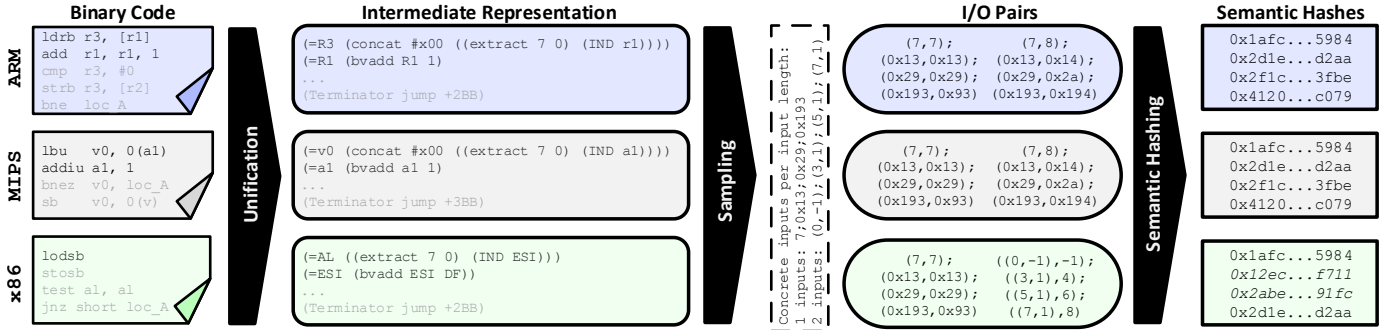 Binary Code
Intermediate Representation
I/O Pairs
Semantic Hashes
ARM
ldrb r3, [r1]
add r1, r1, 1
cmp r3, #0
strb r3, [r2]
bne loc_A
Unification
(=R3 (concat #x00 ((extract 7 0) (IND r1))))
(=R1 (bvadd R1 1)
...
(Terminator jump +2BB)
Sampling
Concrete inputs per input length:
1 inputs: 7;0x13;0x29;0x193
2 inputs: (0,-1);(3,1);(5,1);(7,1)
(7,7); (7,8);
(0x13,0x13); (0x13,0x14);
(0x29,0x29); (0x29,0x2a);
(0x193,0x93) (0x193,0x194)
Semantic Hashing
0x1afc...5984
0x2d1e...d2aa
0x2f1c...3fbe
0x4120...c079
MIPS
lbu v0, 0(a1)
addiu a1, 1
bnez v0, loc_A
sb v0, 0(v)
(=v0 (concat #x00 ((extract 7 0) (IND a1))))
(=a1 (bvadd a1 1)
...
(Terminator jump +3BB)
(7,7); (7,8);
(0x13,0x13); (0x13,0x14);
(0x29,0x29); (0x29,0x2a);
(0x193,0x93) (0x193,0x194)
0x1afc...5984
0x2d1e...d2aa
0x2f1c...3fbe
0x4120...c079
x86
lodsb
stosb
test al, al
jnz short loc_A
(=AL ((extract 7 0) (IND ESI)))
(=ESI (bvadd ESI DF))
...
(Terminator jump +2BB)
(7,7); ((0,-1),-1);
(0x13,0x13); ((3,1),4);
(0x29,0x29); ((5,1),6);
(0x193,0x93) ((7,1),8)
0x1afc...5984
0x12ec...f711
0x2abe...91fc
0x2d1e...d2aa